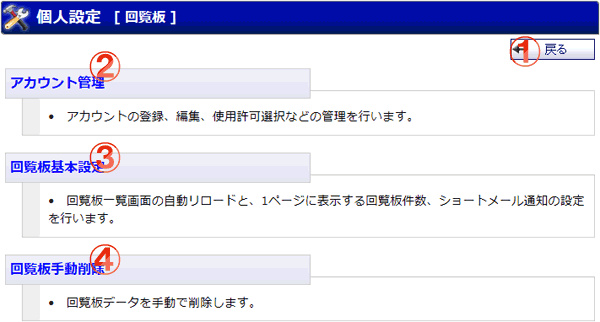 個人設定 [ 回覧板 ]
① 戻る
② アカウント管理
• アカウントの登録、編集、使用許可選択などの管理を行います。
③ 回覧板基本設定
• 回覧板一覧画面の自動リロードと、1ページに表示する回覧板件数、ショートメール通知の設定
を行います。
④ 回覧板手動削除
• 回覧板データを手動で削除します。